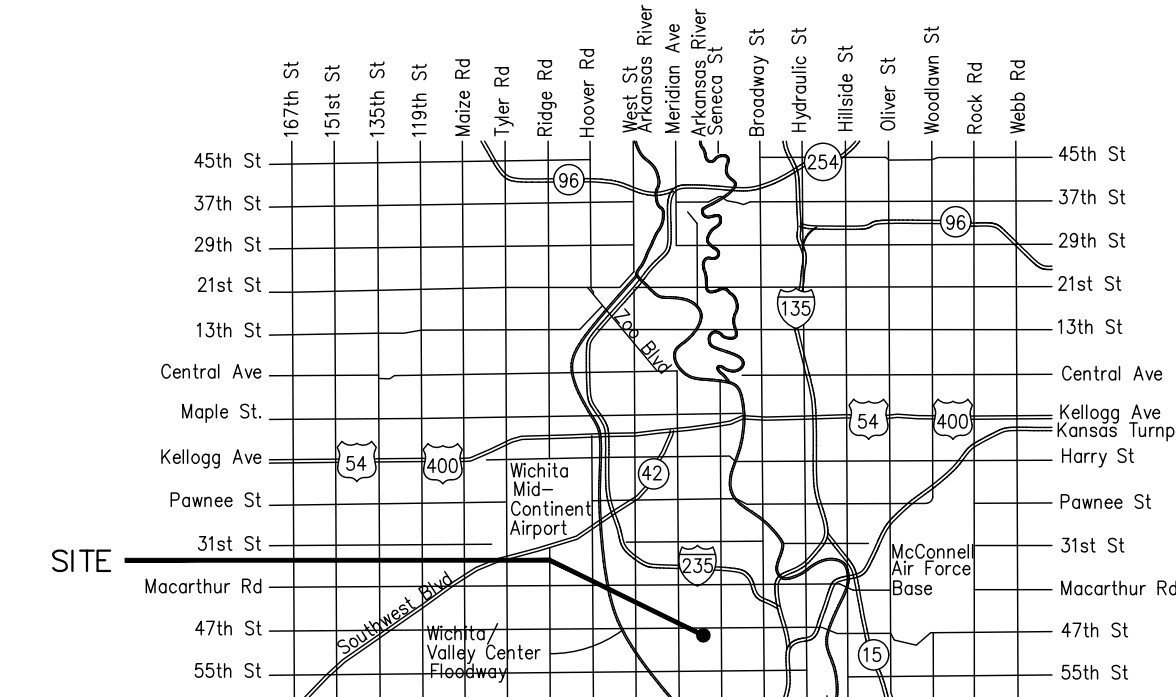 167th St
151st St
135th St
119th St
Maize Rd
Tyler Rd
Ridge Rd
Hoover Rd
West St
Arkansas River
Meridian Ave
Arkansas River
Seneca St
Broadway St
Hydraulic St
Hillside St
Oliver St
Woodlawn St
Rock Rd
Webb Rd
45th St
254
45th St
96
37th St
37th St
96
29th St
29th St
21st St
21st St
135
13th St
Zoo Blvd
13th St
Central Ave
Central Ave
Maple St.
54
400
Kellogg Ave
Kansas Turnp
Kellogg Ave
54
400
Harry St
Wichita
Mid-
Continent
Airport
42
Pawnee St
Pawnee St
31st St
31st St
SITE
235
McConnell
Air Force
Base
Macarthur Rd
Macarthur Rd
Southwest Blvd
47th St
Wichita/
Valley Center
Floodway
47th St
15
55th St
55th St